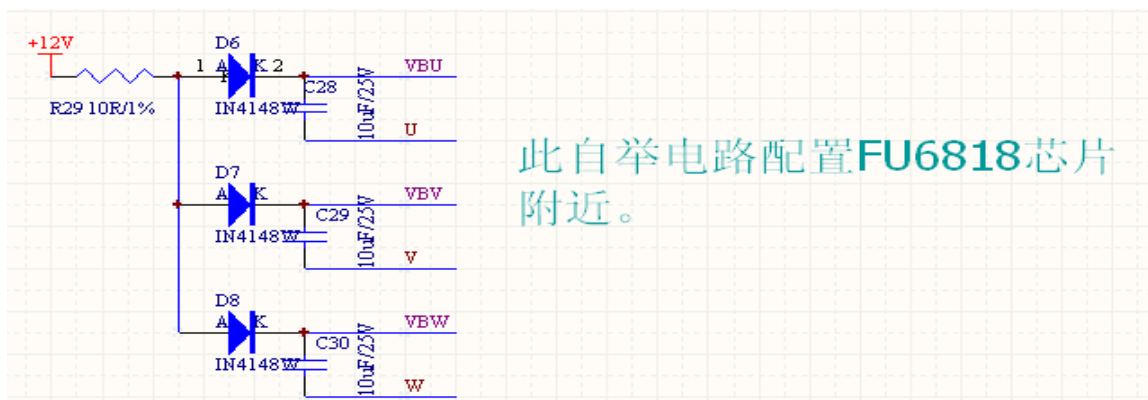 +12V
R29 10R/1%
D6
1 A K 2
IN4148W
C28
10uF/25V
VBU
U
D7
A K
IN4148W
C29
10uF/25V
VBV
V
D8
A K
IN4148W
C30
10uF/25V
VBW
W
此自举电路配置FU6818芯片
附近。